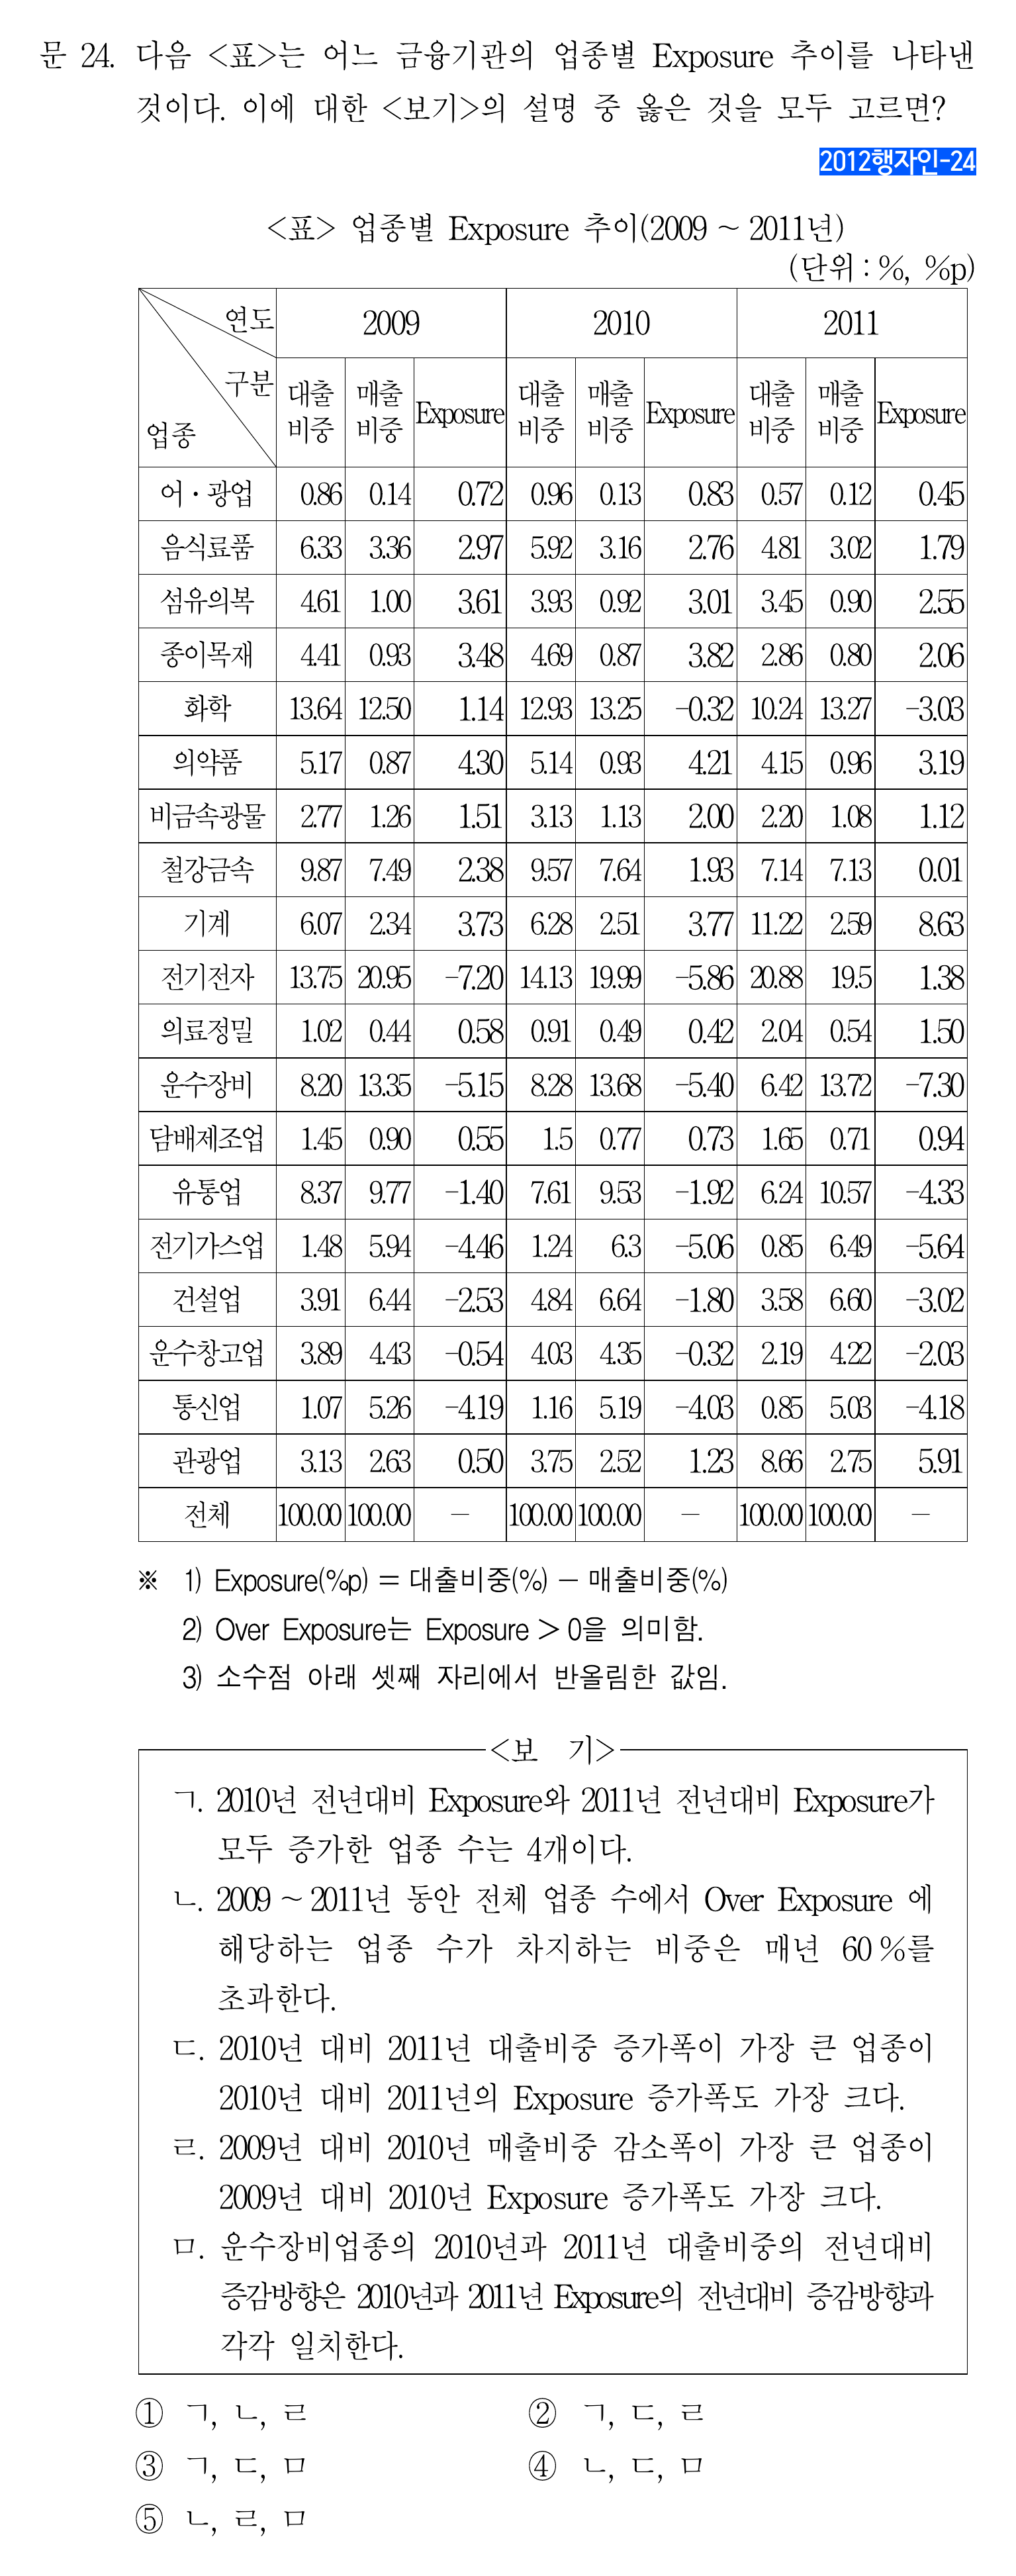 문 24. 다음 <표>는 어느 금융기관의 업종별 Exposure 추이를 나타낸
것이다. 이에 대한 <보기>의 설명 중 옳은 것을 모두 고르면?
2012행자인-24
<표> 업종별 Exposure 추이(2009 ~ 2011년)
(단위 : %, %p)
연도 2009 2010 2011
구분 업종 대출비중 매출비중 Exposure 대출비중 매출비중 Exposure 대출비중 매출비중 Exposure
어·광업 0.86 0.14 0.72 0.96 0.13 0.83 0.57 0.12 0.45
음식료품 6.33 3.36 2.97 5.92 3.16 2.76 4.81 3.02 1.79
섬유의복 4.61 1.00 3.61 3.93 0.92 3.01 3.45 0.90 2.55
종이목재 4.41 0.93 3.48 4.69 0.87 3.82 2.86 0.80 2.06
화학 13.64 12.50 1.14 12.93 13.25 -0.32 10.24 13.27 -3.03
의약품 5.17 0.87 4.30 5.14 0.93 4.21 4.15 0.96 3.19
비금속광물 2.77 1.26 1.51 3.13 1.13 2.00 2.20 1.08 1.12
철강금속 9.87 7.49 2.38 9.57 7.64 1.93 7.14 7.13 0.01
기계 6.07 2.34 3.73 6.28 2.51 3.77 11.22 2.59 8.63
전기전자 13.75 20.95 -7.20 14.13 19.99 -5.86 20.88 19.5 1.38
의료정밀 1.02 0.44 0.58 0.91 0.49 0.42 2.04 0.54 1.50
운수장비 8.20 13.35 -5.15 8.28 13.68 -5.40 6.42 13.72 -7.30
담배제조업 1.45 0.90 0.55 1.5 0.77 0.73 1.65 0.71 0.94
유통업 8.37 9.77 -1.40 7.61 9.53 -1.92 6.24 10.57 -4.33
전기가스업 1.48 5.94 -4.46 1.24 6.3 -5.06 0.85 6.49 -5.64
건설업 3.91 6.44 -2.53 4.84 6.64 -1.80 3.58 6.60 -3.02
운수창고업 3.89 4.43 -0.54 4.03 4.35 -0.32 2.19 4.22 -2.03
통신업 1.07 5.26 -4.19 1.16 5.19 -4.03 0.85 5.03 -4.18
관광업 3.13 2.63 0.50 3.75 2.52 1.23 8.66 2.75 5.91
전체 100.00 100.00 - 100.00 100.00 - 100.00 100.00 -
※ 1) Exposure(%p) = 대출비중(%) - 매출비중(%)
2) Over Exposure는 Exposure > 0을 의미함.
3) 소수점 아래 셋째 자리에서 반올림한 값임.
<보 기>
ㄱ. 2010년 전년대비 Exposure와 2011년 전년대비 Exposure가
모두 증가한 업종 수는 4개이다.
ㄴ. 2009 ~ 2011년 동안 전체 업종 수에서 Over Exposure 에
해당하는 업종 수가 차지하는 비중은 매년 60 %를
초과한다.
ㄷ. 2010년 대비 2011년 대출비중 증가폭이 가장 큰 업종이
2010년 대비 2011년의 Exposure 증가폭도 가장 크다.
ㄹ. 2009년 대비 2010년 매출비중 감소폭이 가장 큰 업종이
2009년 대비 2010년 Exposure 증가폭도 가장 크다.
ㅁ. 운수장비업종의 2010년과 2011년 대출비중의 전년대비
증감방향은 2010년과 2011년 Exposure의 전년대비 증감방향과
각각 일치한다.
① ㄱ, ㄴ, ㄹ ② ㄱ, ㄷ, ㄹ
③ ㄱ, ㄷ, ㅁ ④ ㄴ, ㄷ, ㅁ
⑤ ㄴ, ㄹ, ㅁ